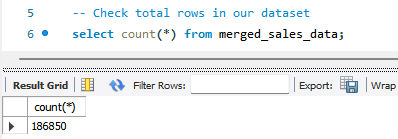 5 -- Check total rows in our dataset
6 select count(*) from merged_sales_data;
Result Grid Filter Rows: Export: Wrap
count(*)
186850